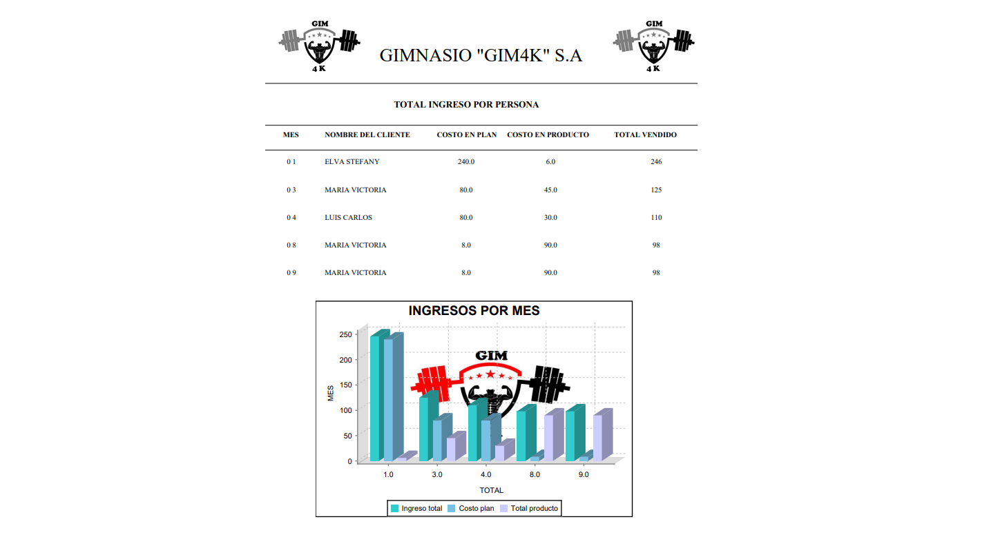 GIM
GIM
GIMNASIO "GIM4K" S.A
4 K
4 K
TOTAL INGRESO POR PERSONA
MES NOMBRE DEL CLIENTE COSTO EN PLAN COSTO EN PRODUCTO TOTAL VENDIDO
0 1 ELVA STEFANY 240.0 6.0 246
0 3 MARIA VICTORIA 80.0 45.0 125
0 4 LUIS CARLOS 80.0 30.0 110
0 8 MARIA VICTORIA 8.0 90.0 98
0 9 MARIA VICTORIA 8.0 90.0 98
INGRESOS POR MES
250
200
150
100
50
0
MES
GIM
1.0 3.0 4.0 8.0 9.0
TOTAL
Ingreso total Costo plan Total producto